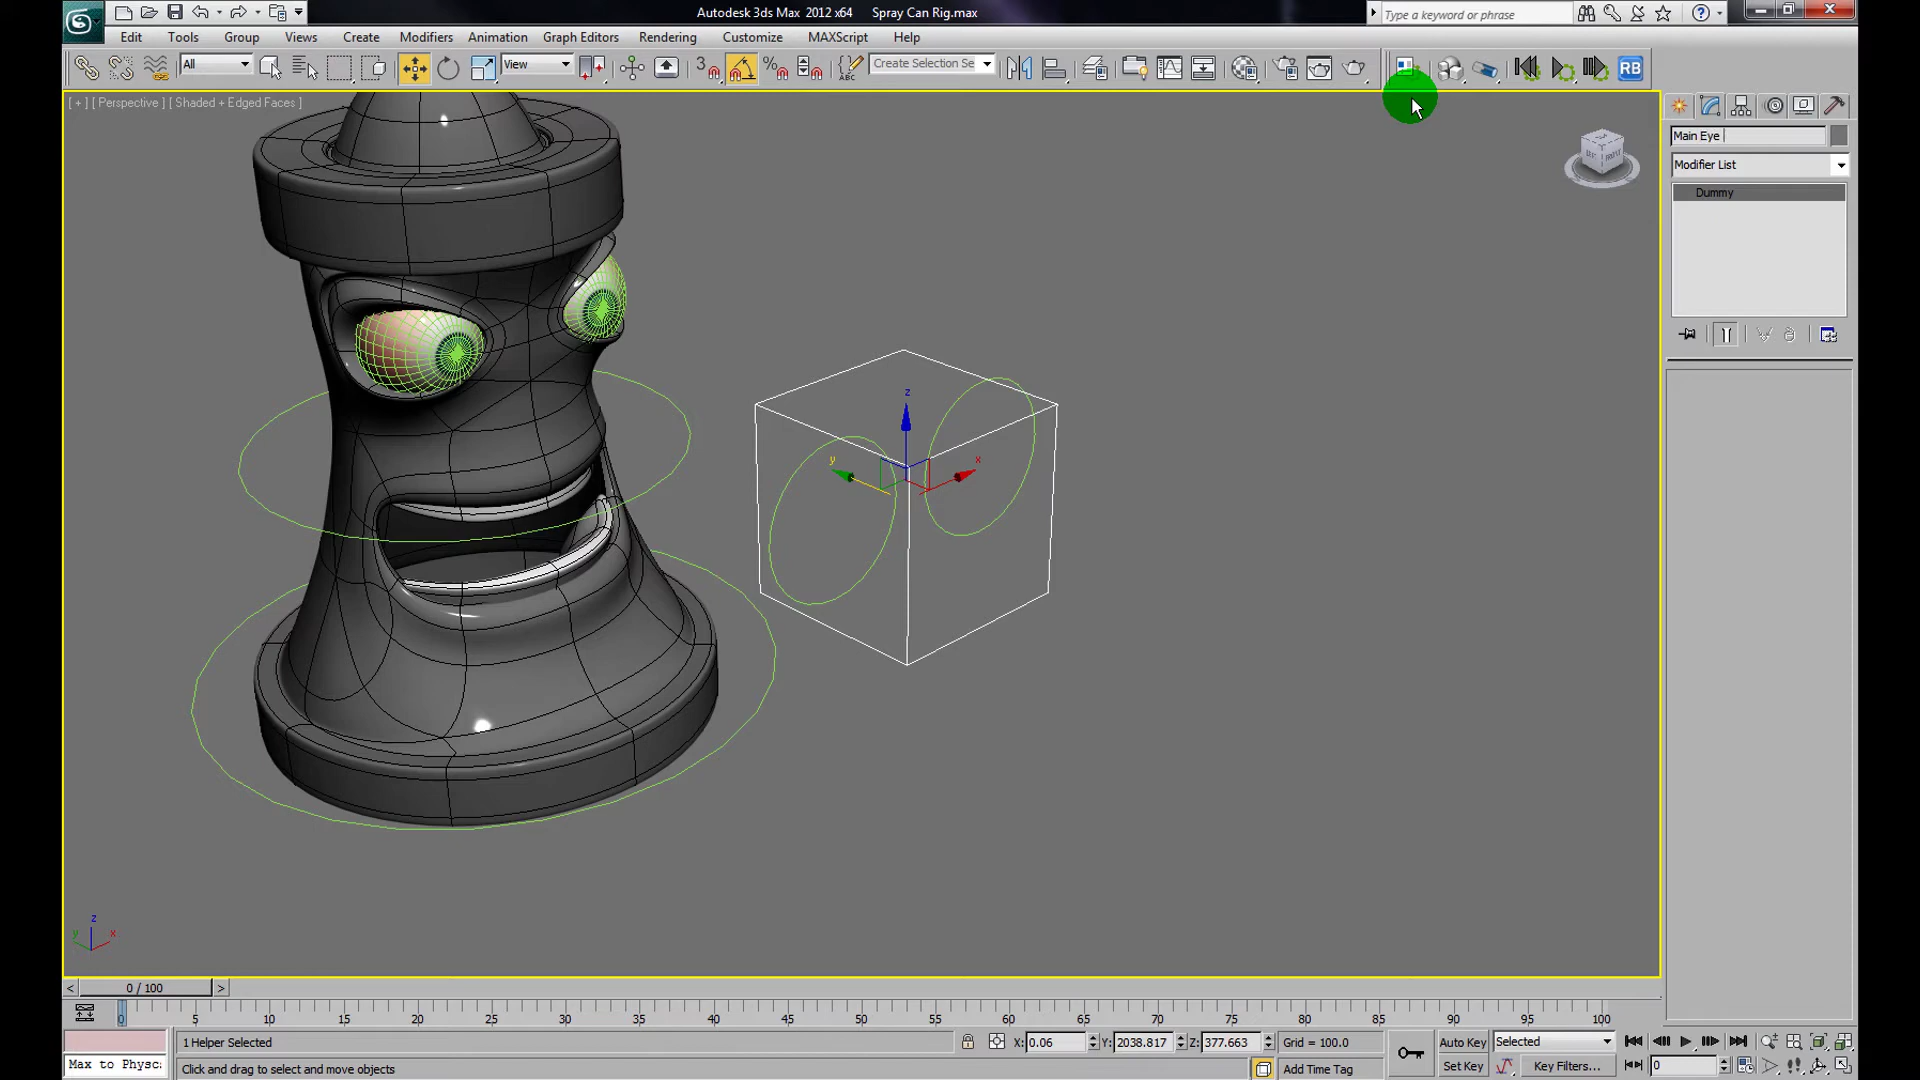 Autodesk 3ds Max 2012 x64 Spray Can Rig.max
Type a keyword or phrase
Edit Tools Group Views Create Modifiers Animation Graph Editors Rendering Customize MAXScript Help
All View 3 Create Selection Se RB
[ + ] [ Perspective ] [ Shaded + Edged Faces ]
Main Eye
Modifier List
Dummy
z
y
x
z
y x
< 0 / 100 >
0 5 10 15 20 25 30 35 40 45 50 55 60 65 70 75 80 85 90 95 100
1 Helper Selected X: 0.06 Y: 2038.817 Z: 377.663 Grid = 100.0 Auto Key Selected
Max to Physc: Click and drag to select and move objects Add Time Tag Set Key Key Filters... 0